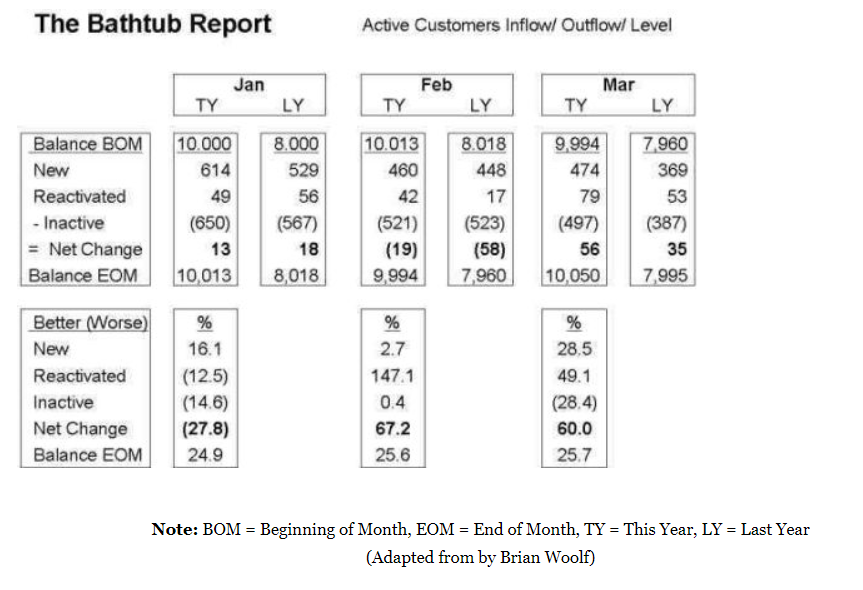 The Bathtub Report Active Customers Inflow/ Outflow/ Level
Jan Feb Mar
TY LY TY LY TY LY
Balance BOM 10.000 8.000 10.013 8.018 9,994 7,960
New 614 529 460 448 474 369
Reactivated 49 56 42 17 79 53
- Inactive (650) (567) (521) (523) (497) (387)
= Net Change 13 18 (19) (58) 56 35
Balance EOM 10,013 8,018 9,994 7,960 10,050 7,995
Better (Worse) % % %
New 16.1 2.7 28.5
Reactivated (12.5) 147.1 49.1
Inactive (14.6) 0.4 (28.4)
Net Change (27.8) 67.2 60.0
Balance EOM 24.9 25.6 25.7
Note: BOM = Beginning of Month, EOM = End of Month, TY = This Year, LY = Last Year
(Adapted from by Brian Woolf)